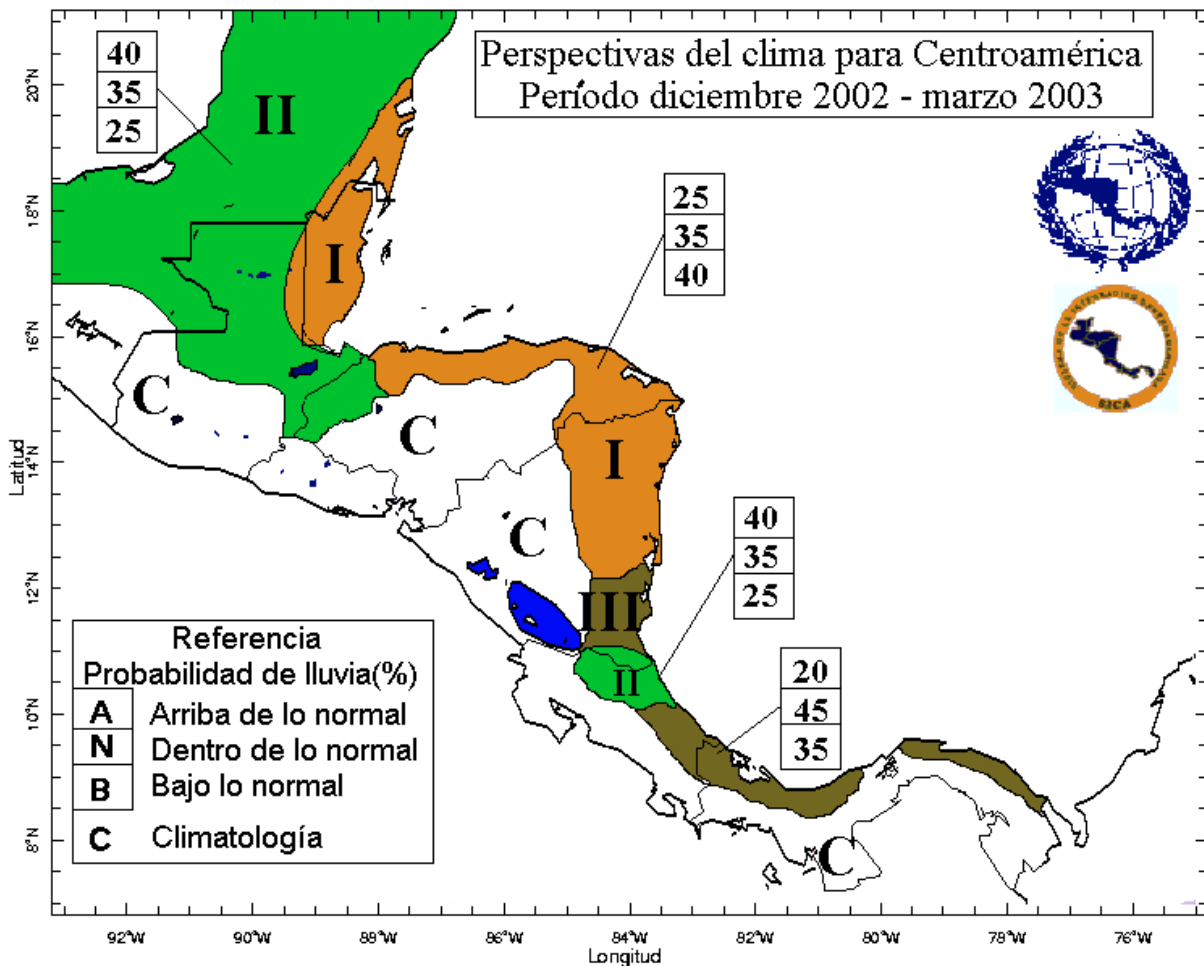 Perspectivas del clima para Centroamérica
Período diciembre 2002 - marzo 2003
40
35
25
II
I
25
35
40
C
C
I
C
40
35
25
III
II
20
45
35
C
Referencia
Probabilidad de lluvia(%)
A Arriba de lo normal
N Dentro de lo normal
B Bajo lo normal
C Climatología
SICA
Latitud
20°N
18°N
16°N
14°N
12°N
10°N
8°N
92°W 90°W 88°W 86°W 84°W 82°W 80°W 78°W 76°W
Longitud